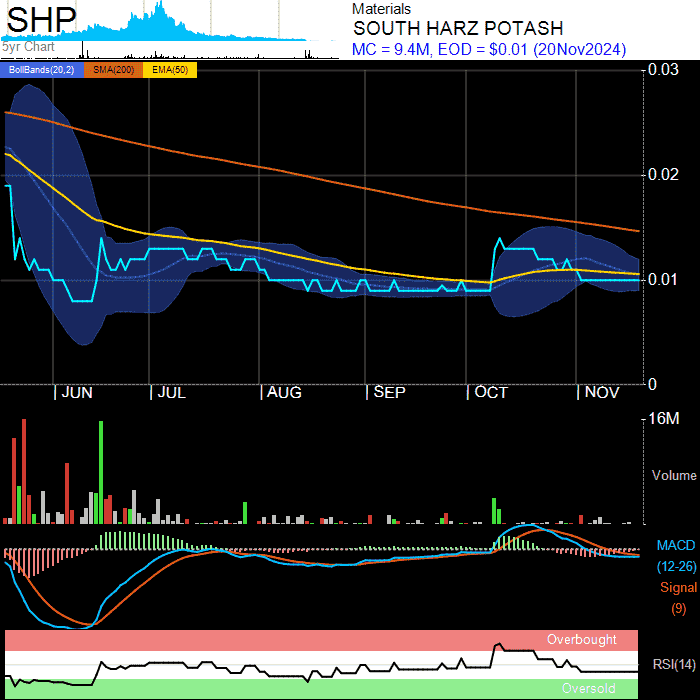 SHP
5yr Chart
Materials
SOUTH HARZ POTASH
MC = 9.4M, EOD = $0.01 (20Nov2024)
BollBands(20,2) SMA(200) EMA(50)
0.03
0.02
0.01
0
JUN JUL AUG SEP OCT NOV
16M
Volume
MACD
(12-26)
Signal
(9)
Overbought
RSI(14)
Oversold